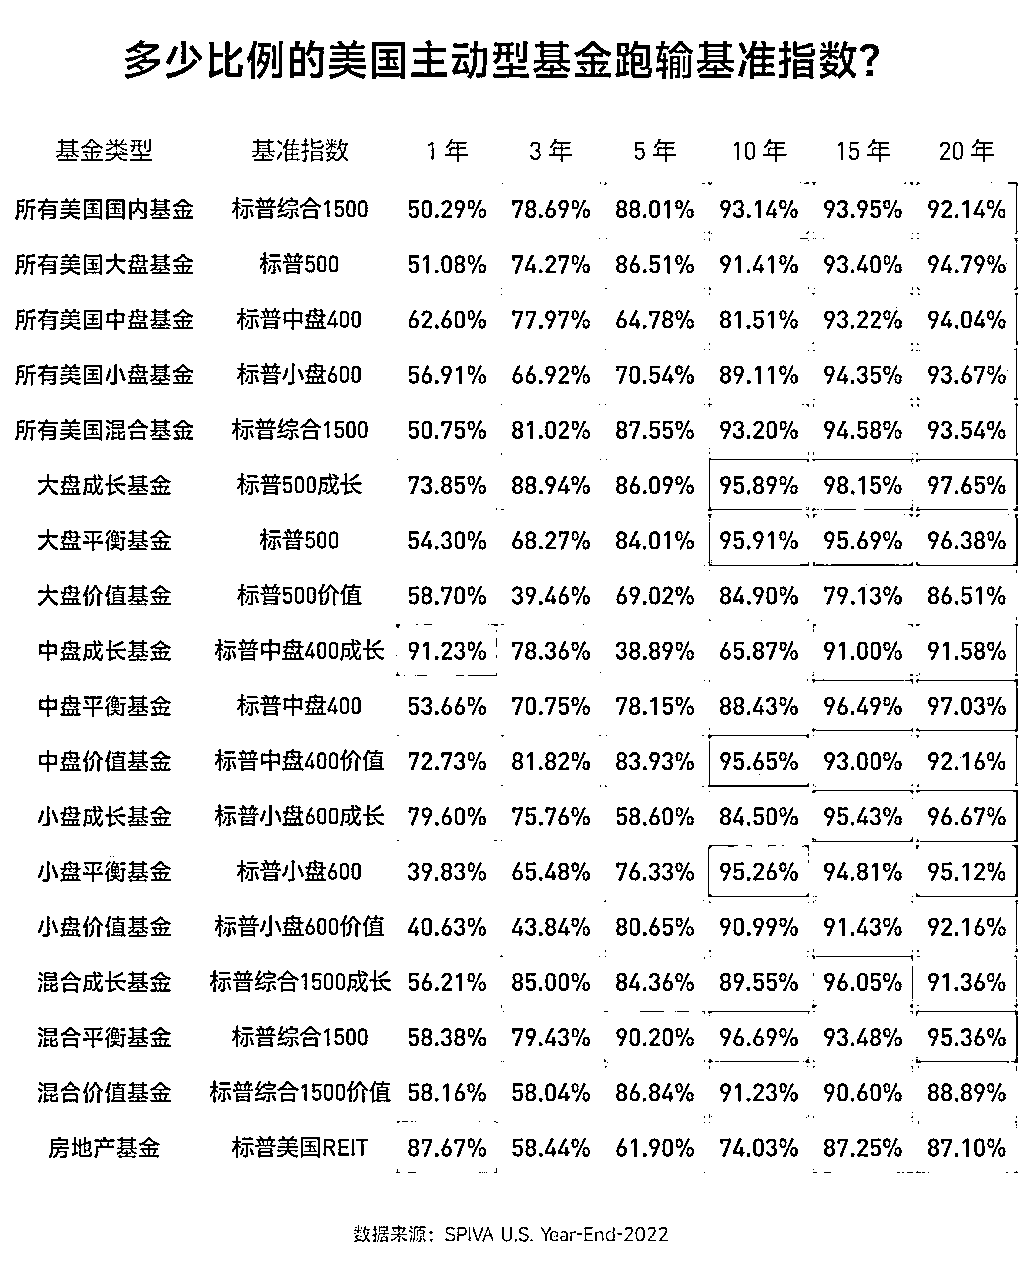 多少比例的美国主动型基金跑输基准指数?
基金类型 基准指数 1 年 3 年 5 年 10 年 15 年 20 年
所有美国国内基金 标普综合1500 50.29% 78.69% 88.01% 93.14% 93.95% 92.14%
所有美国大盘基金 标普500 51.08% 74.27% 86.51% 91.41% 93.40% 94.79%
所有美国中盘基金 标普中盘400 62.60% 77.97% 64.78% 81.51% 93.22% 94.04%
所有美国小盘基金 标普小盘600 56.91% 66.92% 70.54% 89.11% 94.35% 93.67%
所有美国混合基金 标普综合1500 50.75% 81.02% 87.55% 93.20% 94.58% 93.54%
大盘成长基金 标普500成长 73.85% 88.94% 86.09% 95.89% 98.15% 97.65%
大盘平衡基金 标普500 54.30% 68.27% 84.01% 95.91% 95.69% 96.38%
大盘价值基金 标普500价值 58.70% 39.46% 69.02% 84.90% 79.13% 86.51%
中盘成长基金 标普中盘400成长 91.23% 78.36% 38.89% 65.87% 91.00% 91.58%
中盘平衡基金 标普中盘400 53.66% 70.75% 78.15% 88.43% 96.49% 97.03%
中盘价值基金 标普中盘400价值 72.73% 81.82% 83.93% 95.65% 93.00% 92.16%
小盘成长基金 标普小盘600成长 79.60% 75.76% 58.60% 84.50% 95.43% 96.67%
小盘平衡基金 标普小盘600 39.83% 65.48% 76.33% 95.26% 94.81% 95.12%
小盘价值基金 标普小盘600价值 40.63% 43.84% 80.65% 90.99% 91.43% 92.16%
混合成长基金 标普综合1500成长 56.21% 85.00% 84.36% 89.55% 96.05% 91.36%
混合平衡基金 标普综合1500 58.38% 79.43% 90.20% 96.69% 93.48% 95.36%
混合价值基金 标普综合1500价值 58.16% 58.04% 86.84% 91.23% 90.60% 88.89%
房地产基金 标普美国REIT 87.67% 58.44% 61.90% 74.03% 87.25% 87.10%
数据来源：SPIVA U.S. Year-End-2022